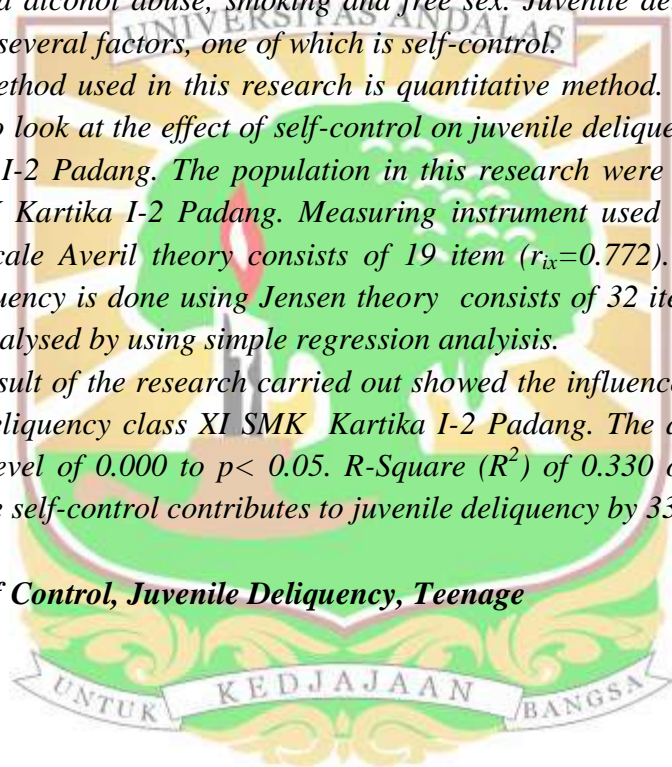 d alcohol abuse, smoking and free sex. Juvenile de
UNIVERSITAS ANDALAS
several factors, one of which is self-control.
ethod used in this research is quantitative method.
o look at the effect of self-control on juvenile delique
I-2 Padang. The population in this research were
K Kartika I-2 Padang. Measuring instrument used
cale Averil theory consists of 19 item (rix=0.772).
uency is done using Jensen theory consists of 32 ite
alysed by using simple regression analyisis.
sult of the research carried out showed the influence
eliquency class XI SMK Kartika I-2 Padang. The
evel of 0.000 to p< 0.05. R-Square (R2) of 0.330
e self-control contributes to juvenile deliquency by 33
f Control, Juvenile Deliquency, Teenage
UNTUK KEDJAJAAN BANGSA